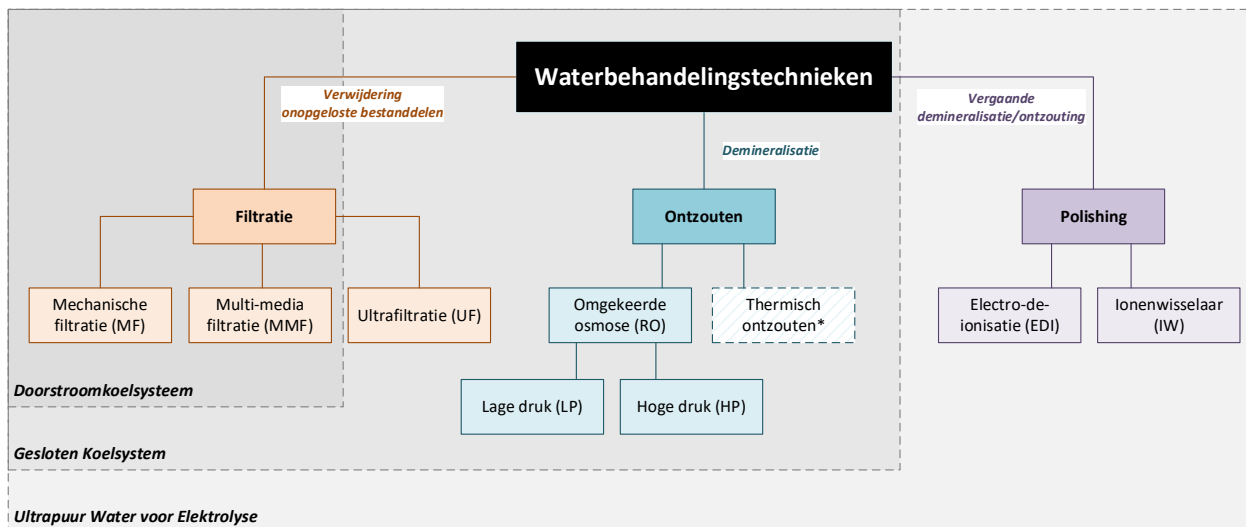 Waterbehandelingstechnieken
Verwijdering
onopgeloste bestanddelen
Vergaande
demineralisatie/ontzouting
Demineralisatie
Filtratie
Ontzouten
Polishing
Mechanische
filtratie (MF)
Multi-media
filtratie (MMF)
Ultrafiltratie (UF)
Omgekeerde
osmose (RO)
Thermisch
ontzouten*
Electro-de-
ionisatie (EDI)
Ionenwisselaar
(IW)
Lage druk (LP)
Hoge druk (HP)
Doorstroomkoelsysteem
Gesloten Koelsystem
Ultrapuur Water voor Elektrolyse